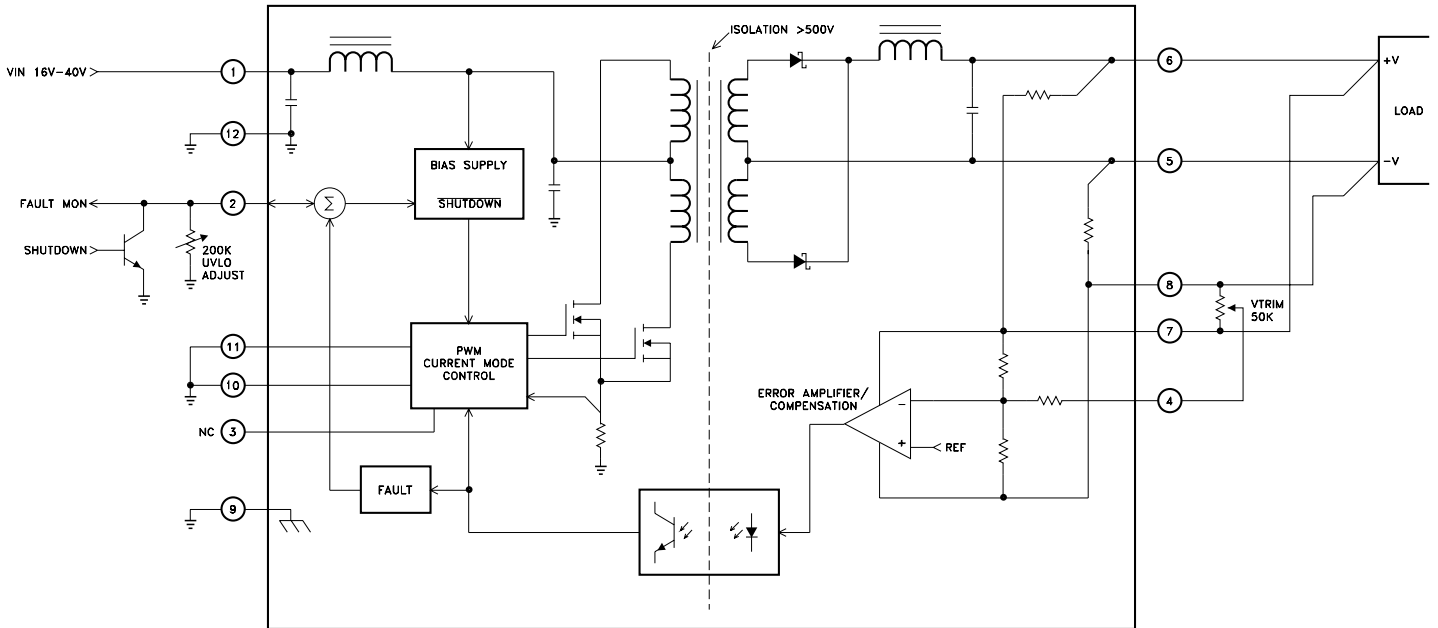 ISOLATION >500V
VIN 16V-40V
1
6
+V
LOAD
12
BIAS SUPPLY
SHUTDOWN
5
-V
FAULT MON
2
Σ
SHUTDOWN
200K
UVLO
ADJUST
8
VTRIM
50K
7
11
PWM
CURRENT MODE
CONTROL
10
ERROR AMPLIFIER/
COMPENSATION
-
+
REF
4
NC
3
FAULT
9